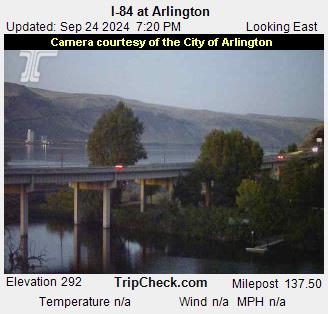 I-84 at Arlington
Updated: Sep 24 2024 7:20 PM Looking East
Camera courtesy of the City of Arlington
Elevation 292 TripCheck.com Milepost 137.50
Temperature n/a Wind n/a MPH n/a